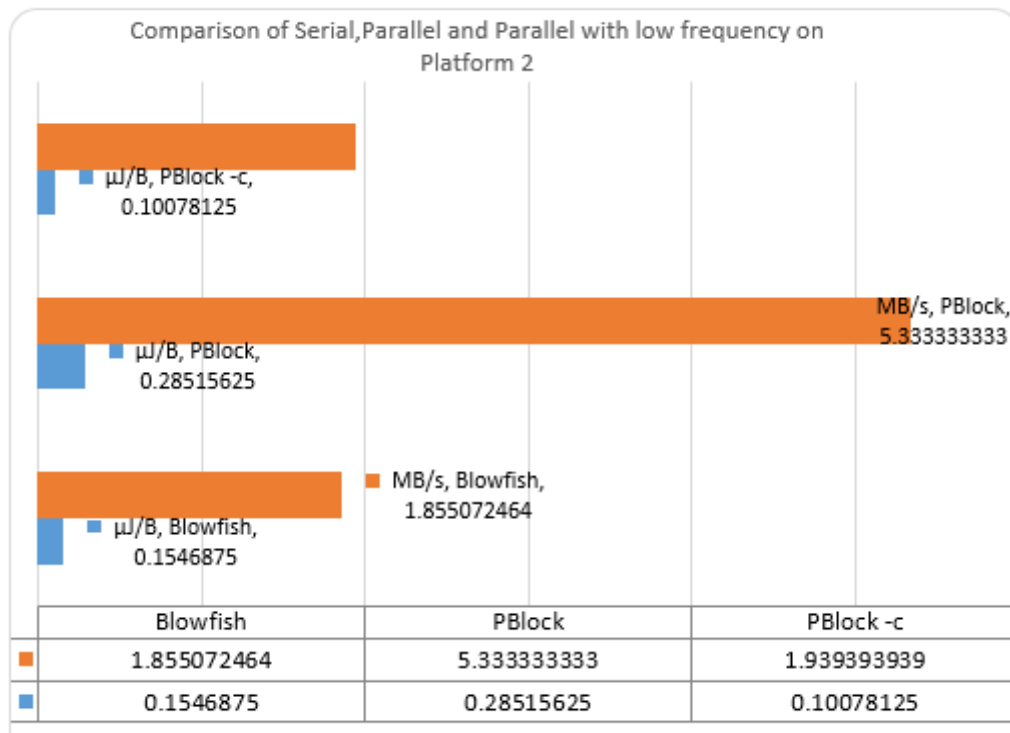 Comparison of Serial,Parallel and Parallel with low frequency on
Platform 2
µJ/B, PBlock -c,
0.10078125
MB/s, PBlock,
5.333333333
µJ/B, PBlock,
0.28515625
MB/s, Blowfish,
1.855072464
µJ/B, Blowfish,
0.1546875
Blowfish PBlock PBlock -c
1.855072464 5.333333333 1.939393939
0.1546875 0.28515625 0.10078125